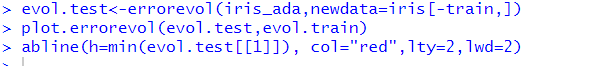 > evol.test<-errorevol(iris_ada,newdata=iris[-train,])
> plot.errorevol(evol.test,evol.train)
> abline(h=min(evol.test[[1]]), col="red",lty=2,lwd=2)
>